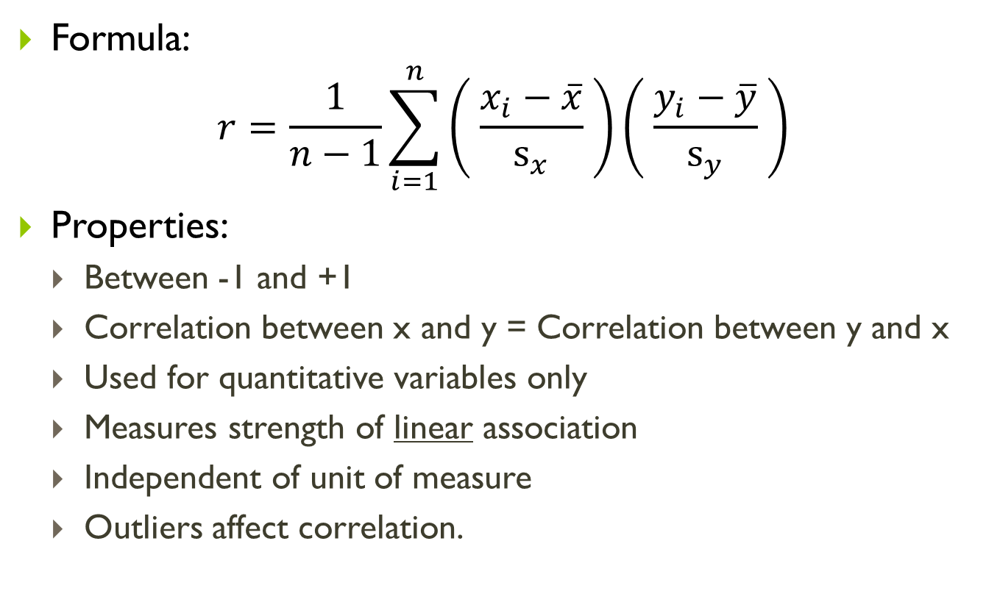 Formula:
r = \frac{1}{n-1}\sum_{i=1}^{n}\left(\frac{x_i - \bar{x}}{s_x}\right)\left(\frac{y_i - \bar{y}}{s_y}\right)
Properties:
Between -1 and +1
Correlation between x and y = Correlation between y and x
Used for quantitative variables only
Measures strength of linear association
Independent of unit of measure
Outliers affect correlation.